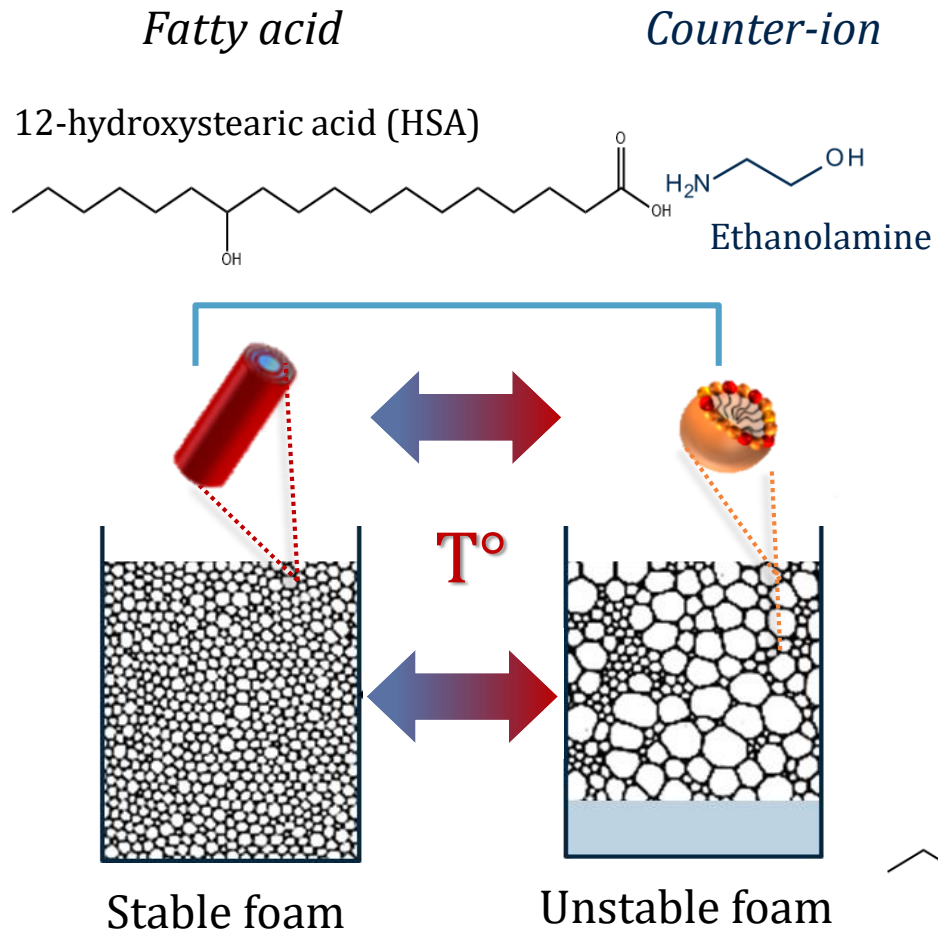 Fatty acid
Counter-ion
12-hydroxystearic acid (HSA)
O
OH
OH
H₂N
OH
Ethanolamine
T°
Stable foam
Unstable foam